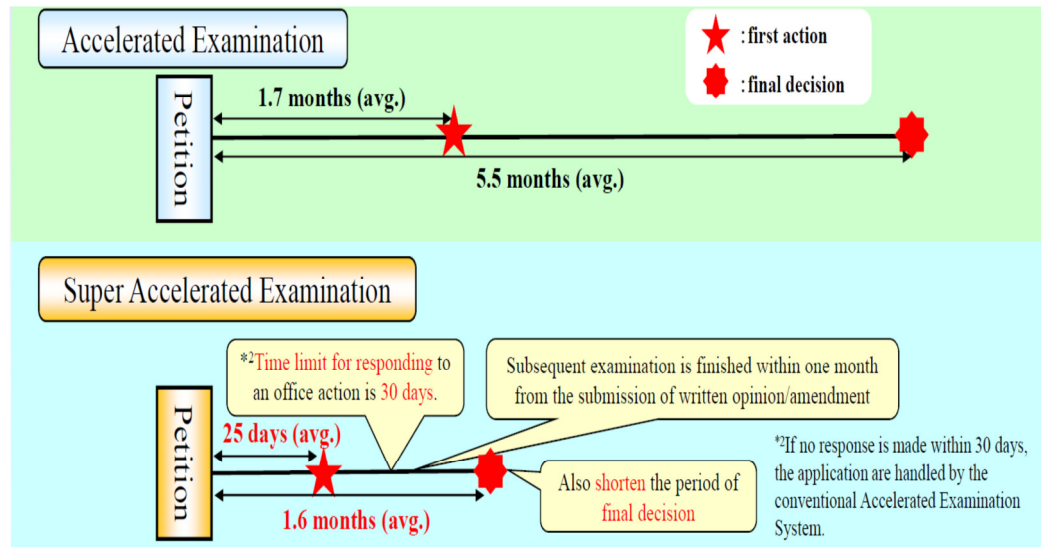 Accelerated Examination
:first action
:final decision
Petition
1.7 months (avg.)
5.5 months (avg.)
Super Accelerated Examination
*2Time limit for responding to
an office action is 30 days.
Subsequent examination is finished within one month
from the submission of written opinion/amendment
Petition
25 days (avg.)
1.6 months (avg.)
Also shorten the period of
final decision
*2If no response is made within 30 days,
the application are handled by the
conventional Accelerated Examination
System.